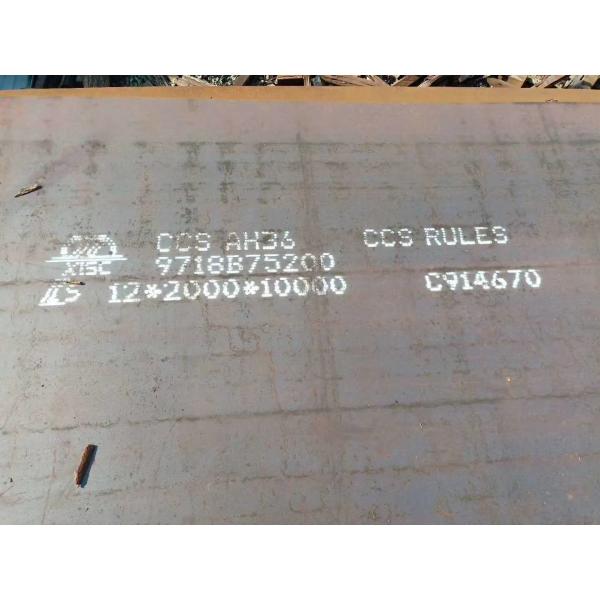 CCS AH36 CCS RULES
XISC 9718B75200
12*2000*10000 C914670